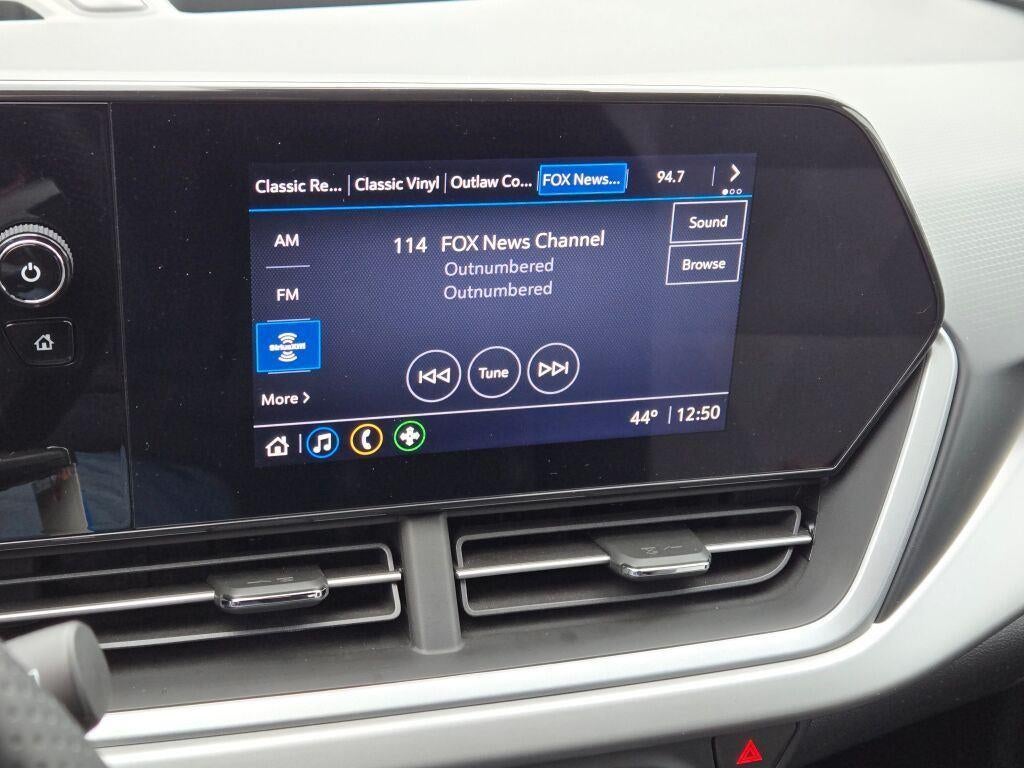 Classic Re... Classic Vinyl Outlaw Co... FOX News... 94.7
Sound
AM
114 FOX News Channel
Outnumbered
Browse
FM
Outnumbered
SiriusXM
Tune
More
44° 12:50